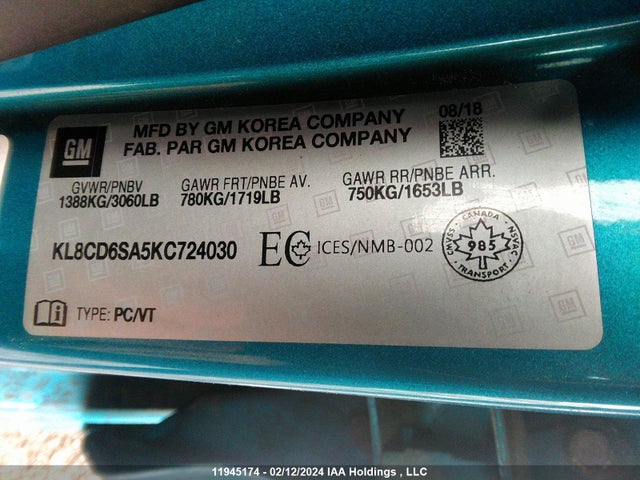 MFD BY GM KOREA COMPANY
FAB. PAR GM KOREA COMPANY
08/18
GM
GVWR/PNBV
1388KG/3060LB
GAWR FRT/PNBE AV.
780KG/1719LB
GAWR RR/PNBE ARR.
750KG/1653LB
KL8CD6SA5KC724030
EC ICES/NMB-002
CANADA
CMVSS
985
NSVAC
TRANSPORT
TYPE: PC/VT
11945174 - 02/12/2024 IAA Holdings , LLC